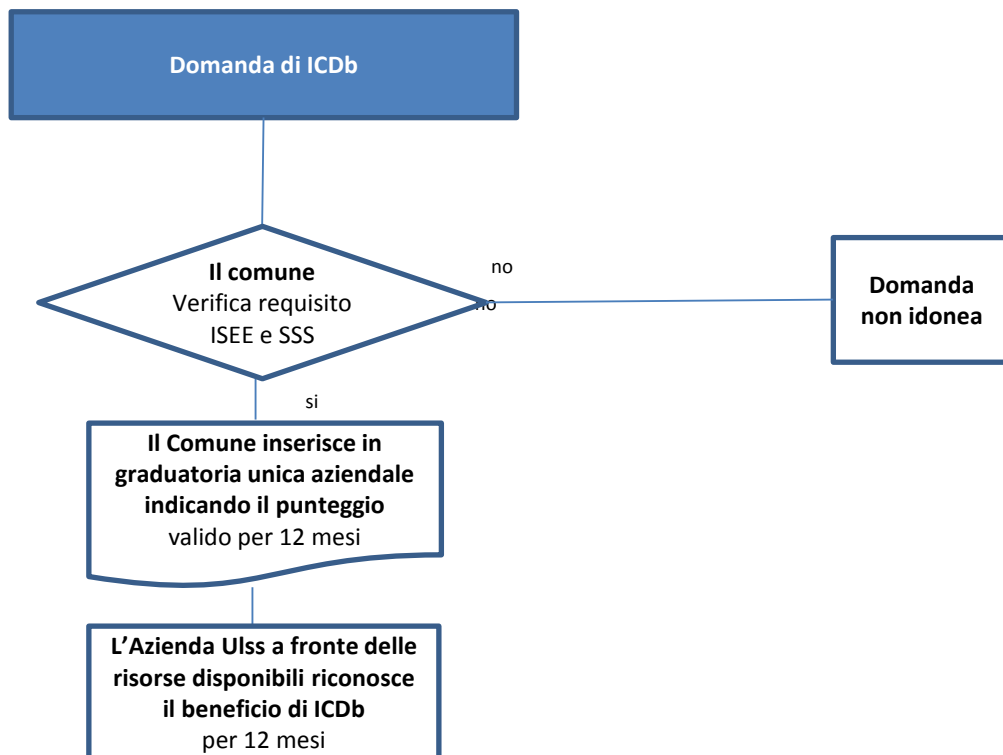 Domanda di ICDb
Il comune
Verifica requisito
ISEE e SSS
no
no
Domanda
non idonea
si
Il Comune inserisce in
graduatoria unica aziendale
indicando il punteggio
valido per 12 mesi
L’Azienda Ulss a fronte delle
risorse disponibili riconosce
il beneficio di ICDb
per 12 mesi